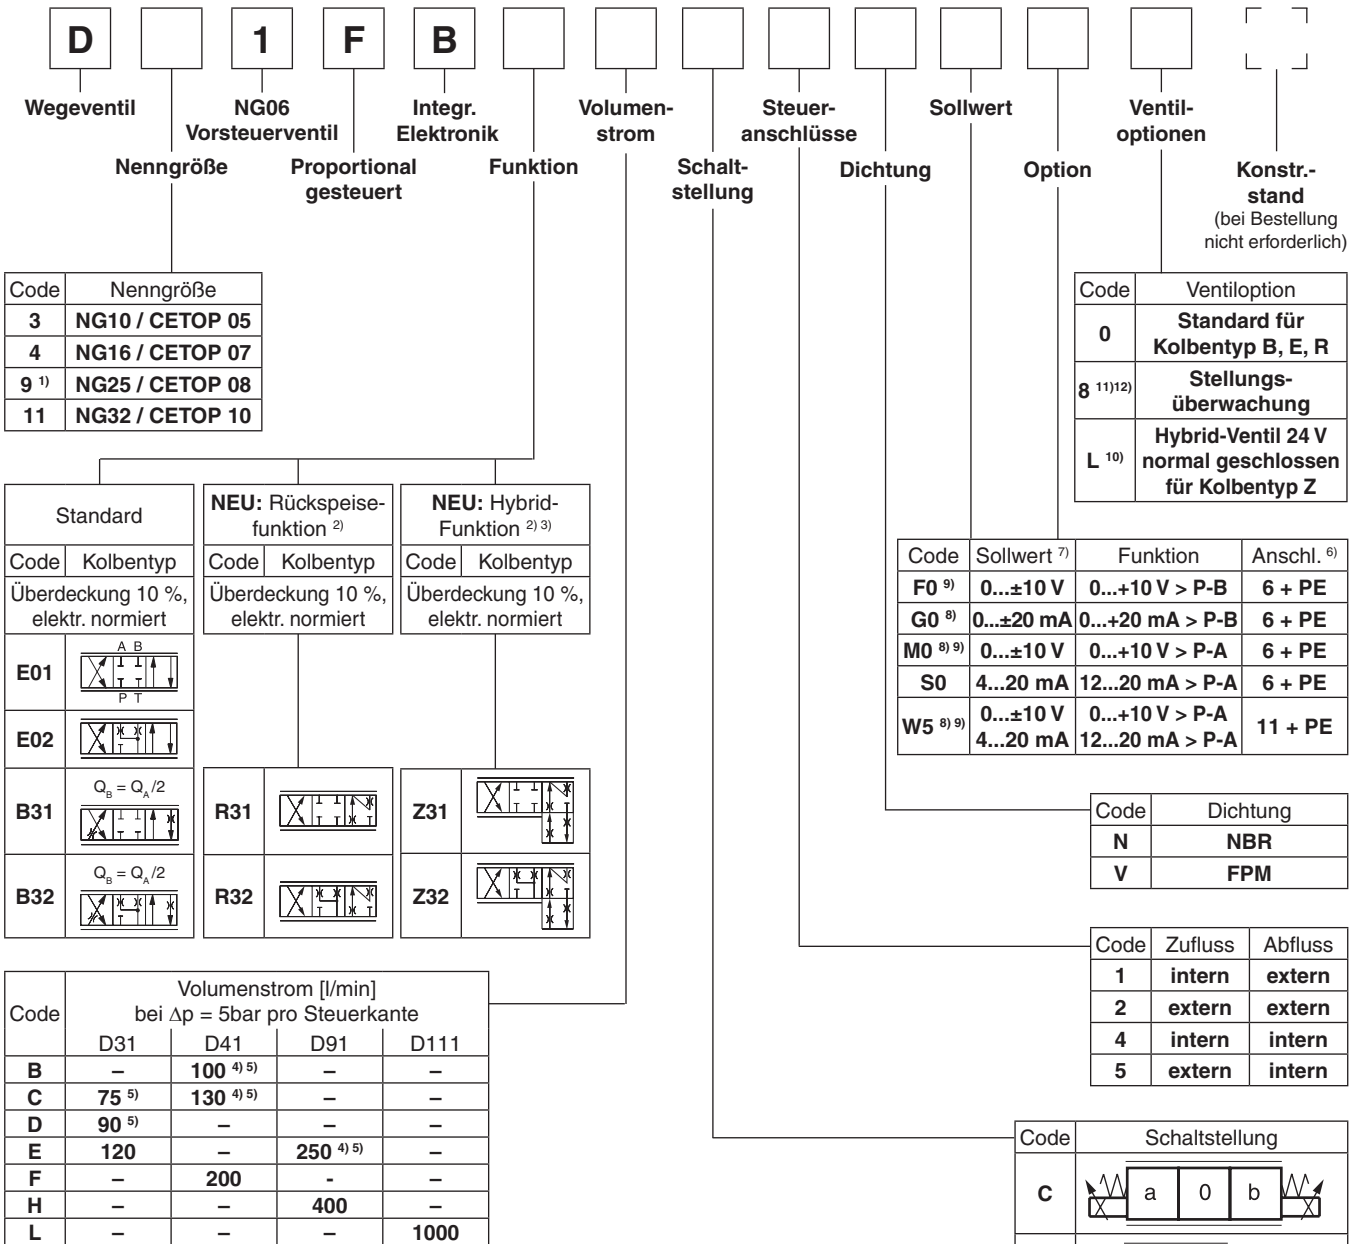 D 1 F B
Wegeventil
NG06
Vorsteuerventil
Integr.
Elektronik
Volumen-
strom
Steuer-
anschlüsse
Sollwert
Ventil-
optionen
Nenngröße
Proportional
gesteuert
Funktion
Schalt-
stellung
Dichtung
Option
Konstr.-
stand
(bei Bestellung
nicht erforderlich)
Code Nenngröße
3 NG10 / CETOP 05
4 NG16 / CETOP 07
9 1) NG25 / CETOP 08
11 NG32 / CETOP 10
Code Ventiloption
0 Standard für
Kolbentyp B, E, R
8 11)12) Stellungs-
überwachung
L 10) Hybrid-Ventil 24 V
normal geschlossen
für Kolbentyp Z
Standard
Code Kolbentyp
Überdeckung 10 %,
elektr. normiert
E01
A B
P T
E02
B31
QB = QA/2
B32
QB = QA/2
NEU: Rückspeise-
funktion 2)
Code Kolbentyp
Überdeckung 10 %,
elektr. normiert
R31
R32
NEU: Hybrid-
Funktion 2) 3)
Code Kolbentyp
Überdeckung 10 %,
elektr. normiert
Z31
Z32
Code Sollwert 7) Funktion Anschl. 6)
F0 9) 0...±10 V 0...+10 V > P-B 6 + PE
G0 8) 0...±20 mA 0...+20 mA > P-B 6 + PE
M0 8) 9) 0...±10 V 0...+10 V > P-A 6 + PE
S0 4...20 mA 12...20 mA > P-A 6 + PE
W5 8) 9) 0...±10 V 0...+10 V > P-A 11 + PE
4...20 mA 12...20 mA > P-A
Code Dichtung
N NBR
V FPM
Code Zufluss Abfluss
1 intern extern
2 extern extern
4 intern intern
5 extern intern
Code Volumenstrom [l/min]
bei Δp = 5bar pro Steuerkante
D31 D41 D91 D111
B – 100 4) 5) – –
C 75 5) 130 4) 5) – –
D 90 5) – – –
E 120 – 250 4) 5) –
F – 200 - –
H – – 400 –
L – – – 1000
Code Schaltstellung
C a 0 b